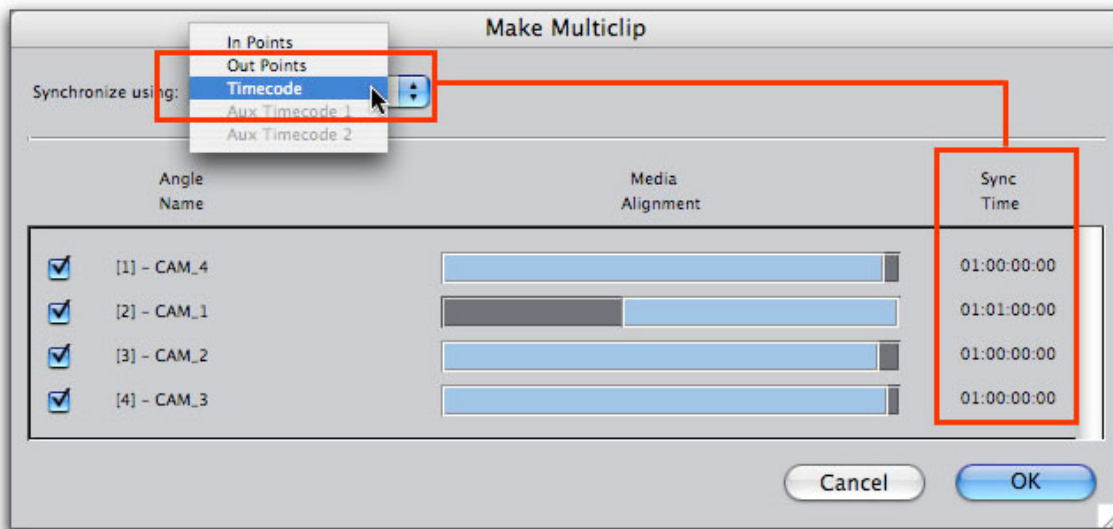 Make Multiclip
In Points
Out Points
Synchronize using:
Timecode
Aux Timecode 1
Aux Timecode 2
Angle Name
Media Alignment
Sync Time
[1] – CAM_4
01:00:00:00
[2] – CAM_1
01:01:00:00
[3] – CAM_2
01:00:00:00
[4] – CAM_3
01:00:00:00
Cancel
OK